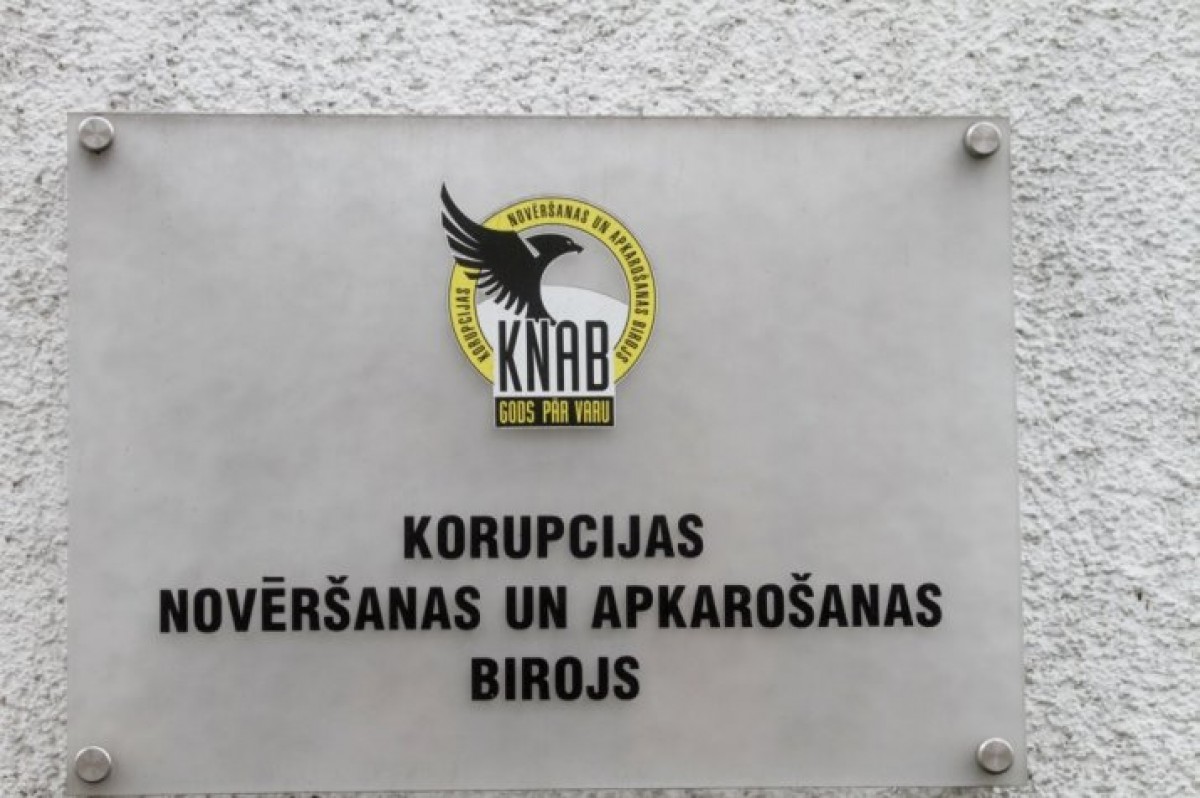 KORUPCIJAS NOVĒRŠANAS UN APKAROŠANAS BIROJS
KNAB
GODS PĀR VARU
KORUPCIJAS
NOVĒRŠANAS UN APKAROŠANAS
BIROJS